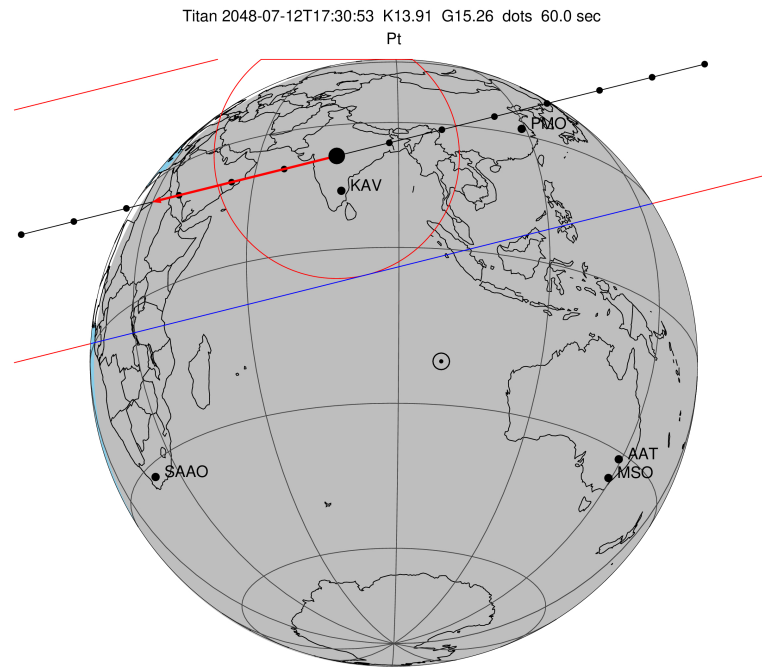 Titan 2048-07-12T17:30:53 K13.91 G15.26 dots 60.0 sec
Pt
PMO
KAV
AAT
SAAO
MSO